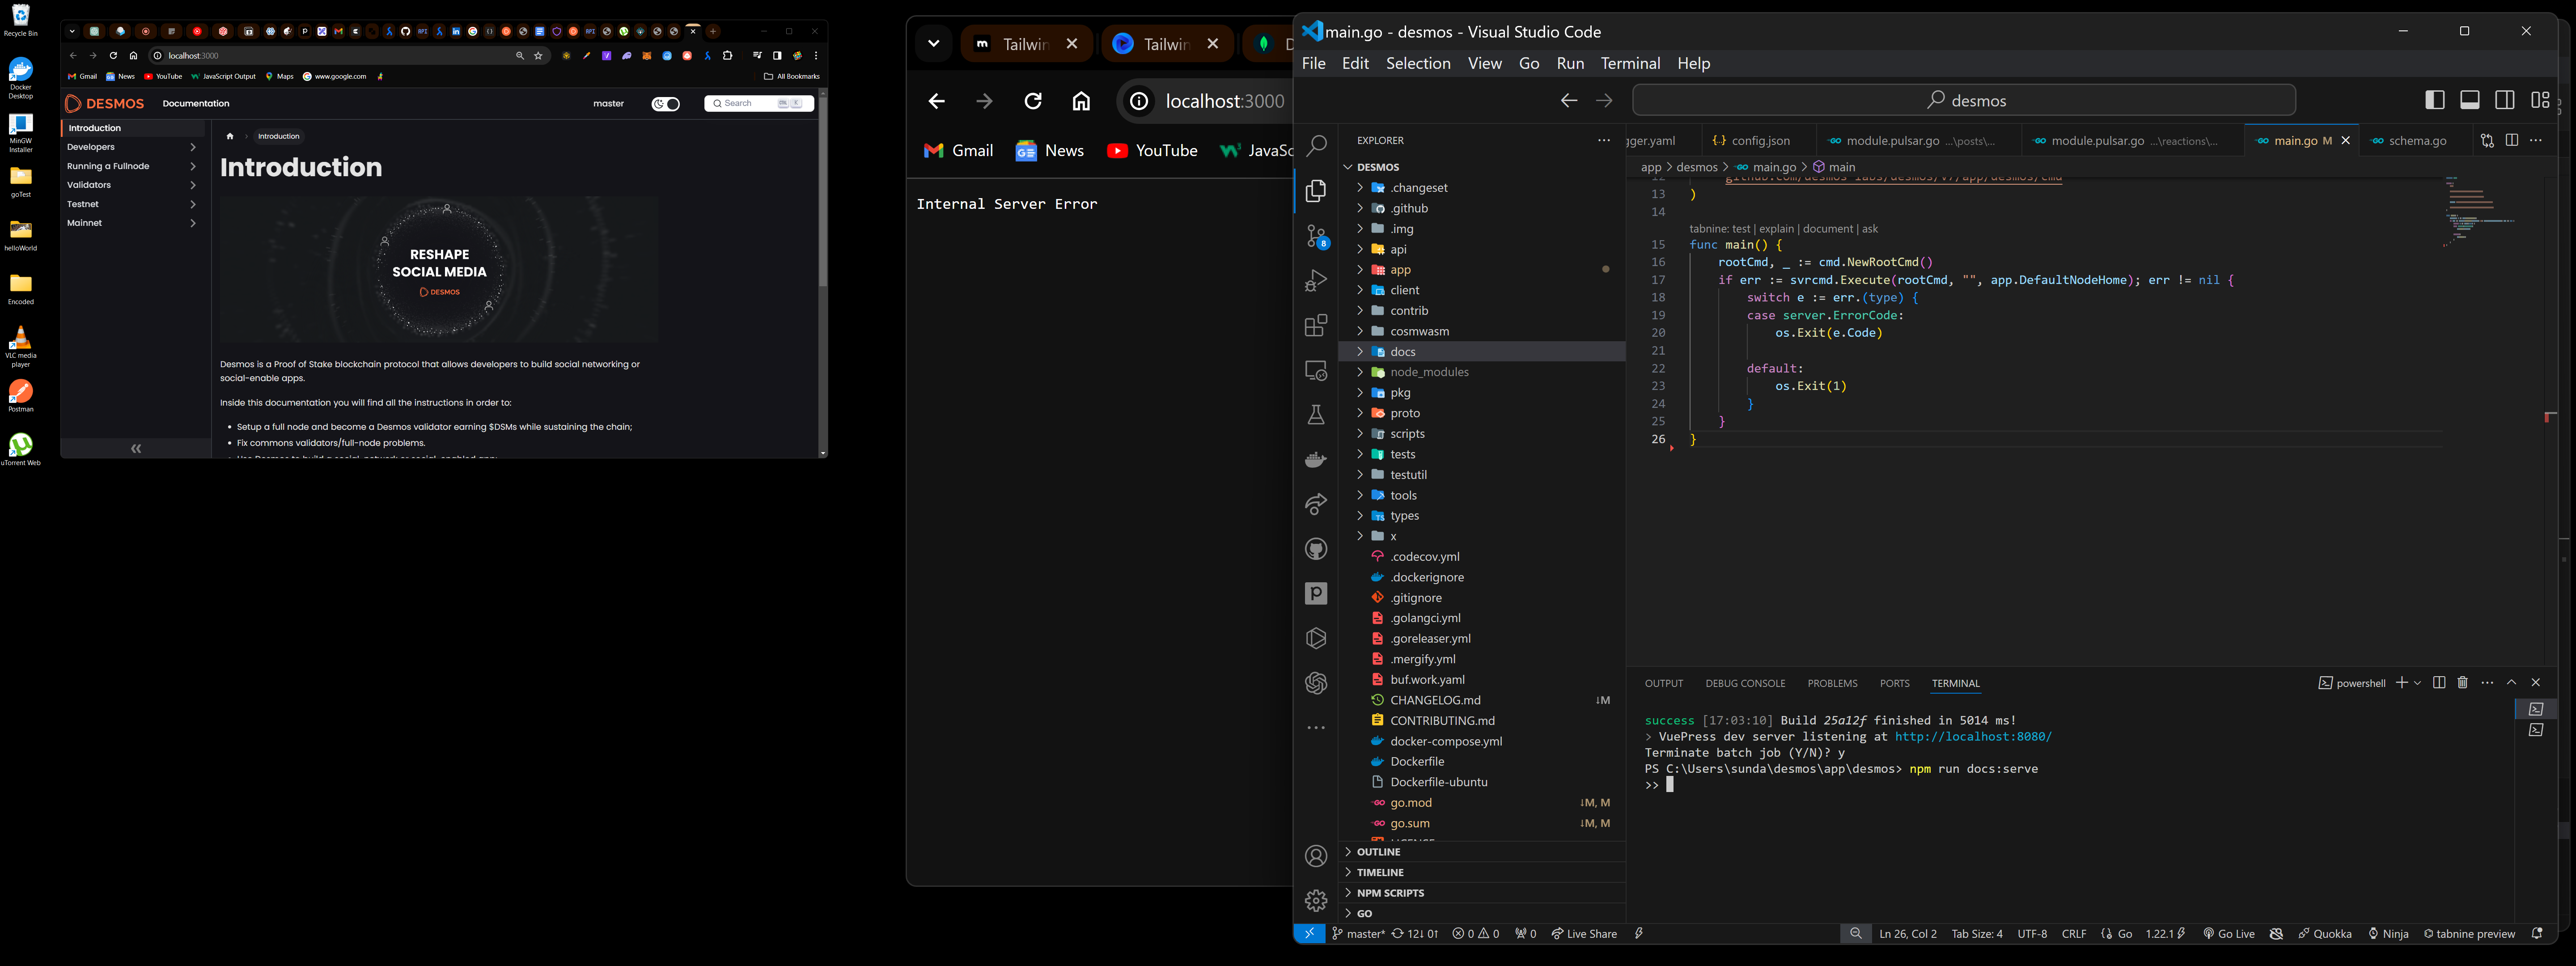 Recycle Bin
Docker
Desktop
MinGW
Installer
goTest
helloWorld
Encoded
VLC media
player
Postman
uTorrent Web
localhost:3000
Gmail
News
YouTube
JavaScript Output
Maps
www.google.com
All Bookmarks
DESMOS
Documentation
master
Search
Introduction
Developers
Running a Fullnode
Validators
Testnet
Mainnet
Introduction
Introduction
RESHAPE
SOCIAL MEDIA
DESMOS
Desmos is a Proof of Stake blockchain protocol that allows developers to build social networking or
social-enable apps.
Inside this documentation you will find all the instructions in order to:
• Setup a full node and become a Desmos validator earning $DSMs while sustaining the chain;
• Fix commons validators/full-node problems.
Tailwin
Tailwin
D
localhost:3000
Gmail
News
YouTube
JavaSc
Internal Server Error
main.go - desmos - Visual Studio Code
File Edit Selection View Go Run Terminal Help
desmos
EXPLORER
DESMOS
.changeset
.github
.img
api
app
client
contrib
cosmwasm
docs
node_modules
pkg
proto
scripts
tests
testutil
tools
types
x
.codecov.yml
.dockerignore
.gitignore
.golangci.yml
.goreleaser.yml
.mergify.yml
buf.work.yaml
CHANGELOG.md ↓M
CONTRIBUTING.md
docker-compose.yml
Dockerfile
Dockerfile-ubuntu
go.mod ↓M, M
go.sum ↓M, M
OUTLINE
TIMELINE
NPM SCRIPTS
GO
gger.yaml
config.json
module.pulsar.go ...\posts\...
module.pulsar.go ...\reactions\...
main.go M
schema.go
app > desmos > main.go > main
13 )
14
tabnine: test | explain | document | ask
15 func main() {
16 rootCmd, _ := cmd.NewRootCmd()
17 if err := svrcmd.Execute(rootCmd, "", app.DefaultNodeHome); err != nil {
18 switch e := err.(type) {
19 case server.ErrorCode:
20 os.Exit(e.Code)
21
22 default:
23 os.Exit(1)
24 }
25 }
26 }
OUTPUT DEBUG CONSOLE PROBLEMS PORTS TERMINAL
powershell
success [17:03:10] Build 25a12f finished in 5014 ms!
> VuePress dev server listening at http://localhost:8080/
Terminate batch job (Y/N)? y
PS C:\Users\sunda\desmos\app\desmos> npm run docs:serve
>>
8
master* 12↓ 0↑ 0 0 0 Live Share
Ln 26, Col 2 Tab Size: 4 UTF-8 CRLF Go 1.22.1 Go Live Quokka Ninja tabnine preview